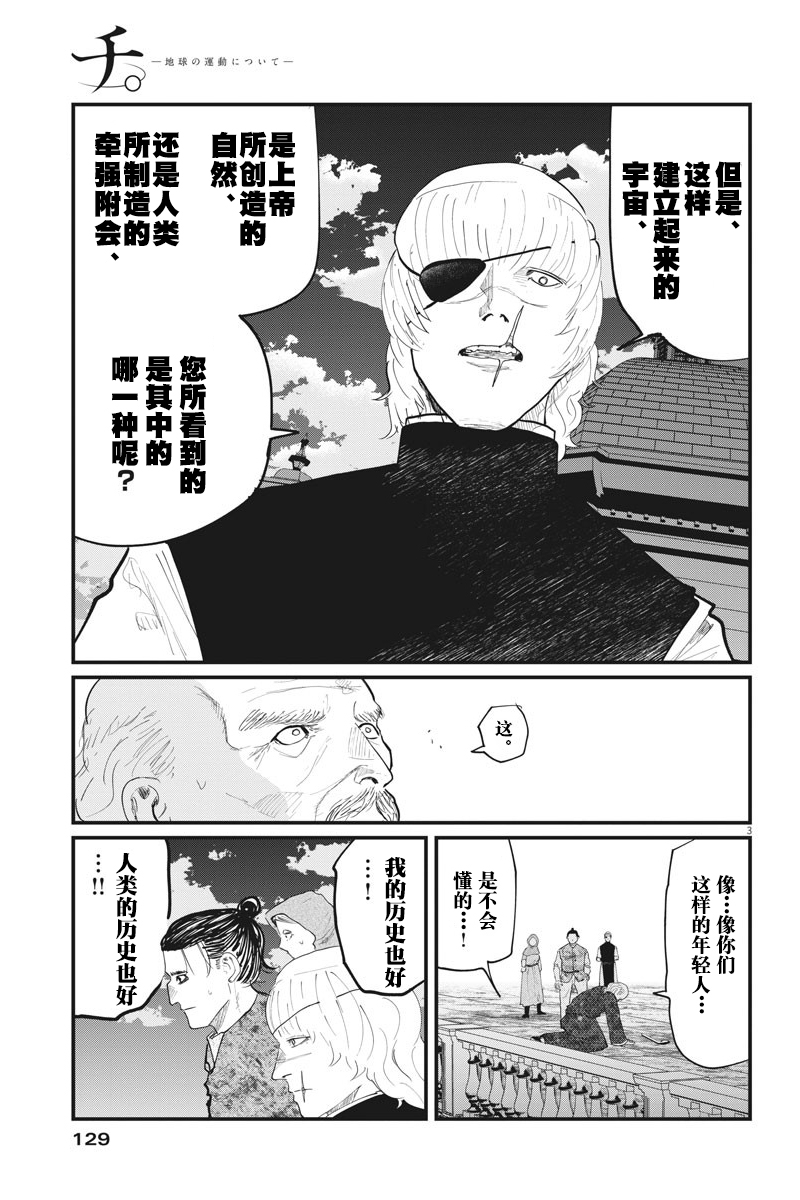 チ。
―地球の運動について―
但是、
这样
建立起来的
宇宙、
是上帝
所创造的
自然、
还是人类
所制造的
牵强附会、
您所看到的
是其中的
哪一种呢？
这。
3
像…像你们
这样的年轻人…
是不会
懂的…！
我的历史也好
…！
人类的历史也好
…！！
129